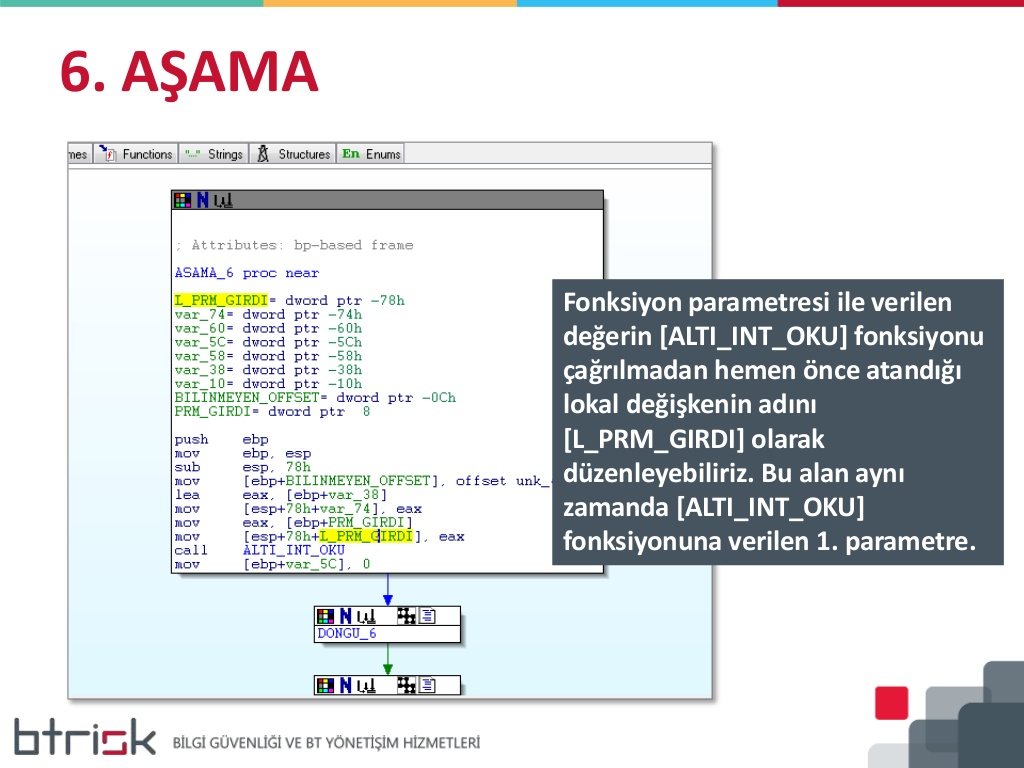 6. AŞAMA
mes Functions Strings Structures En Enums
; Attributes: bp-based frame
ASAMA_6 proc near
L_PRM_GIRDI= dword ptr -78h
var_74= dword ptr -74h
var_60= dword ptr -60h
var_5C= dword ptr -5Ch
var_58= dword ptr -58h
var_38= dword ptr -38h
var_10= dword ptr -10h
BILINMEYEN_OFFSET= dword ptr -0Ch
PRM_GIRDI= dword ptr 8
push ebp
mov ebp, esp
sub esp, 78h
mov [ebp+BILINMEYEN_OFFSET], offset unk_
lea eax, [ebp+var_38]
mov [esp+78h+var_74], eax
mov eax, [ebp+PRM_GIRDI]
mov [esp+78h+L_PRM_GIRDI], eax
call ALTI_INT_OKU
mov [ebp+var_5C], 0
DONGU_6
Fonksiyon parametresi ile verilen
değerin [ALTI_INT_OKU] fonksiyonu
çağrılmadan hemen önce atandığı
lokal değişkenin adını
[L_PRM_GIRDI] olarak
düzenleyebiliriz. Bu alan aynı
zamanda [ALTI_INT_OKU]
fonksiyonuna verilen 1. parametre.
btrisk BİLGİ GÜVENLİĞİ VE BT YÖNETİŞİM HİZMETLERİ